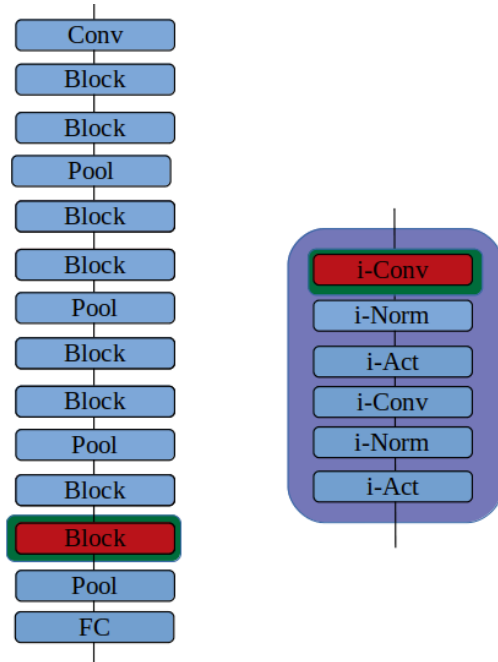 Conv
Block
Block
Pool
Block
Block
Pool
Block
Block
Pool
Block
Block
Pool
FC
i-Conv
i-Norm
i-Act
i-Conv
i-Norm
i-Act